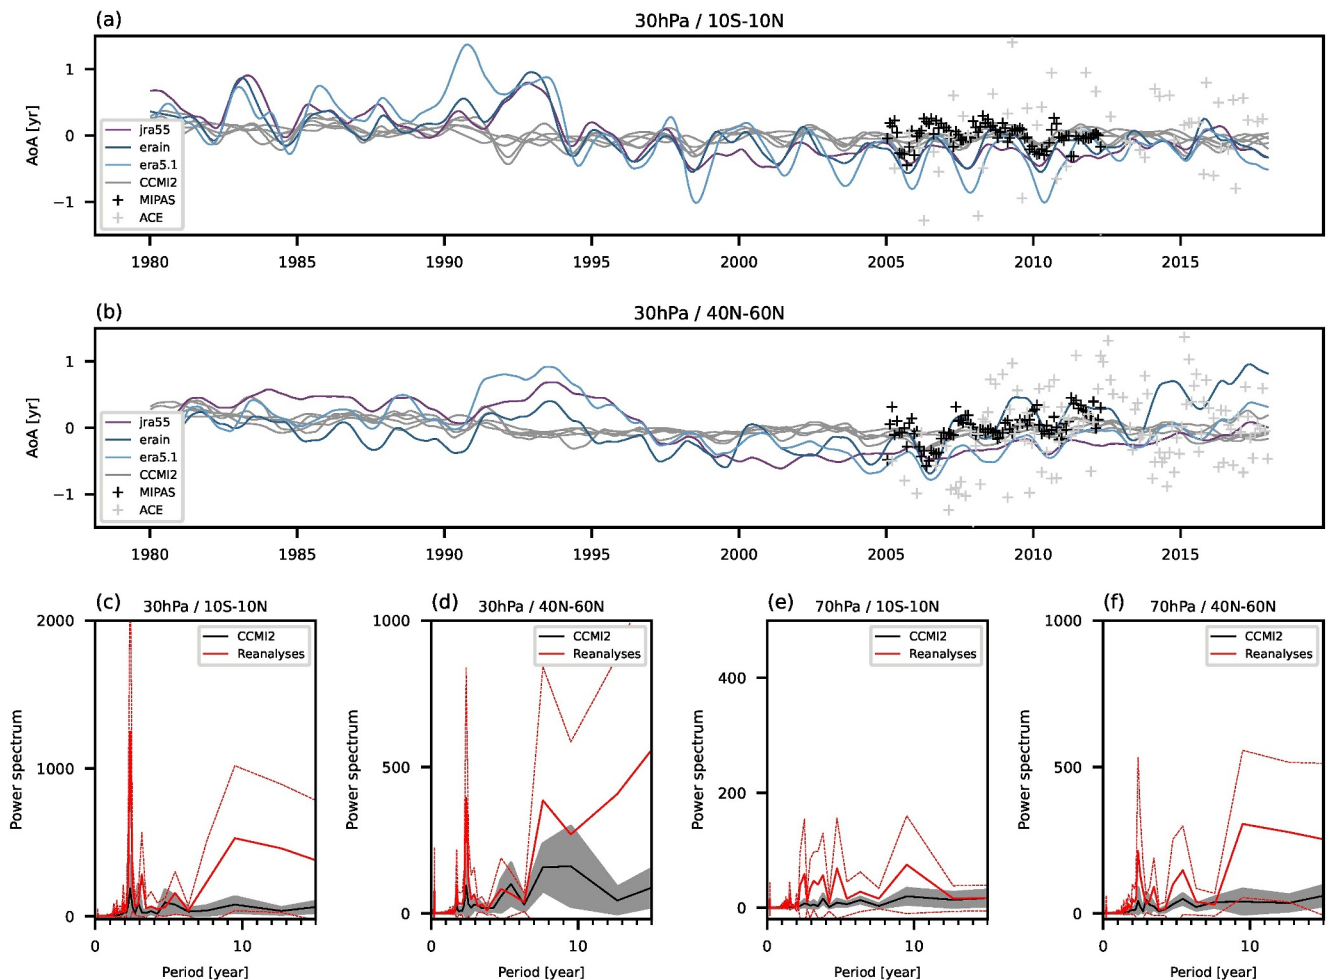 (a)
30hPa / 10S-10N
AoA [yr]
1
0
−1
jra55
erain
era5.1
CCMI2
MIPAS
ACE
1980 1985 1990 1995 2000 2005 2010 2015
(b)
30hPa / 40N-60N
AoA [yr]
1
0
−1
jra55
erain
era5.1
CCMI2
MIPAS
ACE
1980 1985 1990 1995 2000 2005 2010 2015
(c)
30hPa / 10S-10N
Power spectrum
2000
1000
0
CCMI2
Reanalyses
0 10
Period [year]
(d)
30hPa / 40N-60N
Power spectrum
1000
500
0
CCMI2
Reanalyses
0 10
Period [year]
(e)
70hPa / 10S-10N
Power spectrum
400
200
0
CCMI2
Reanalyses
0 10
Period [year]
(f)
70hPa / 40N-60N
Power spectrum
1000
500
0
CCMI2
Reanalyses
0 10
Period [year]